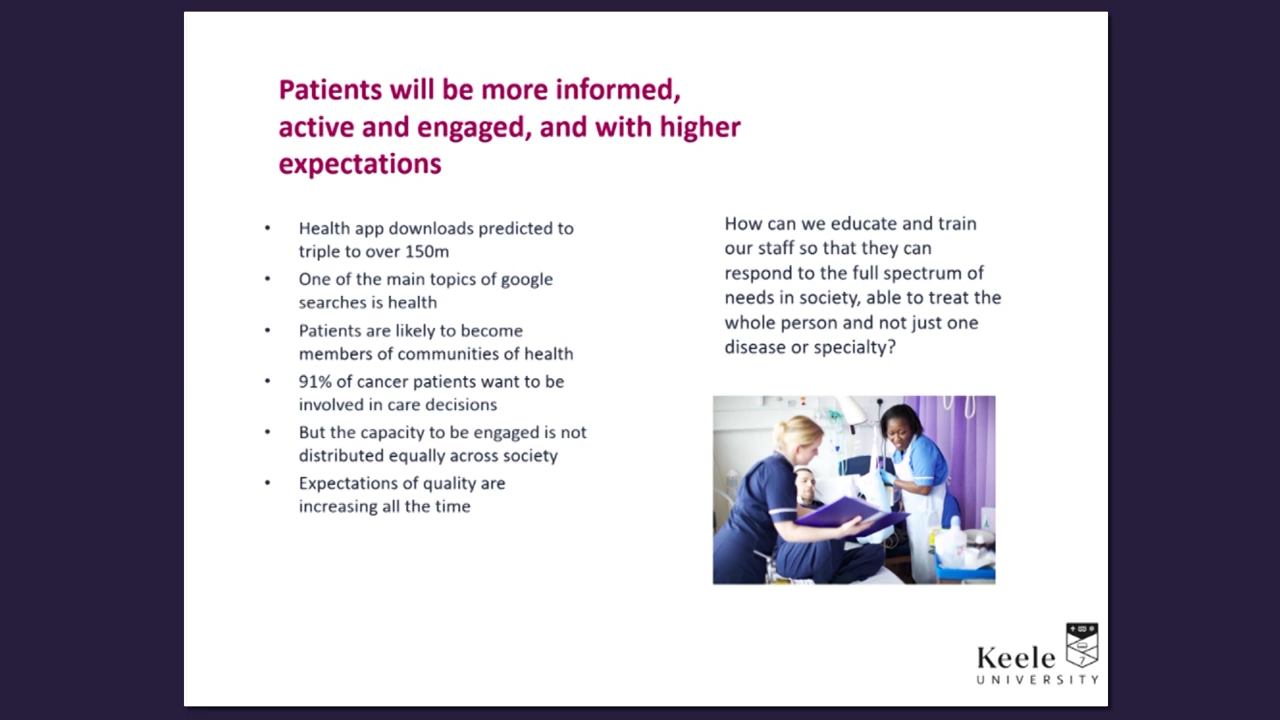 Patients will be more informed,
active and engaged, and with higher
expectations
• Health app downloads predicted to
triple to over 150m
• One of the main topics of google
searches is health
• Patients are likely to become
members of communities of health
• 91% of cancer patients want to be
involved in care decisions
• But the capacity to be engaged is not
distributed equally across society
• Expectations of quality are
increasing all the time
How can we educate and train
our staff so that they can
respond to the full spectrum of
needs in society, able to treat the
whole person and not just one
disease or specialty?
Keele
UNIVERSITY